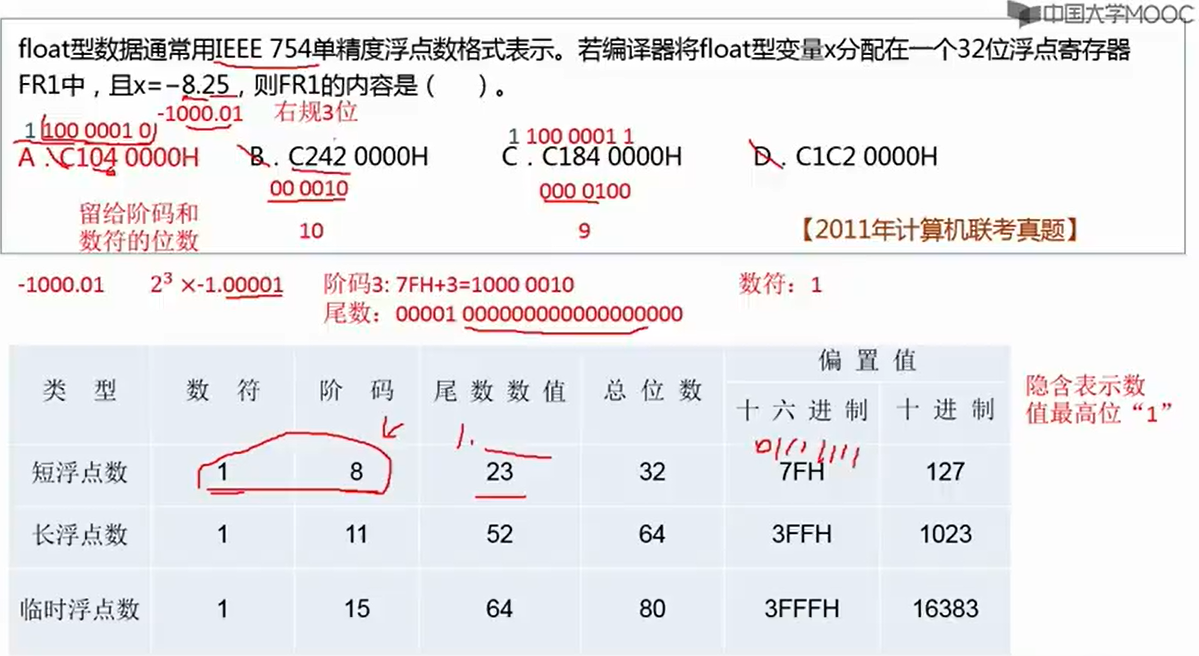 中国大学MOOC
float型数据通常用IEEE 754单精度浮点数格式表示。若编译器将float型变量x分配在一个32位浮点寄存器
FR1中，且x=−8.25，则FR1的内容是（  ）。
-1000.01 右规3位
1 100 0001 0 1 100 0001 1
A．C104 0000H B．C242 0000H C．C184 0000H D．C1C2 0000H
00 0010 000 0100
留给阶码和
数符的位数 10 9 【2011年计算机联考真题】
-1000.01 2³ ×-1.00001 阶码3: 7FH+3=1000 0010 数符：1
尾数：00001 000000000000000000
偏置值
类型 数符 阶码 尾数数值 总位数 十六进制 十进制
隐含表示数
值最高位“1”
1.
01111111
短浮点数 1 8 23 32 7FH 127
长浮点数 1 11 52 64 3FFH 1023
临时浮点数 1 15 64 80 3FFFH 16383